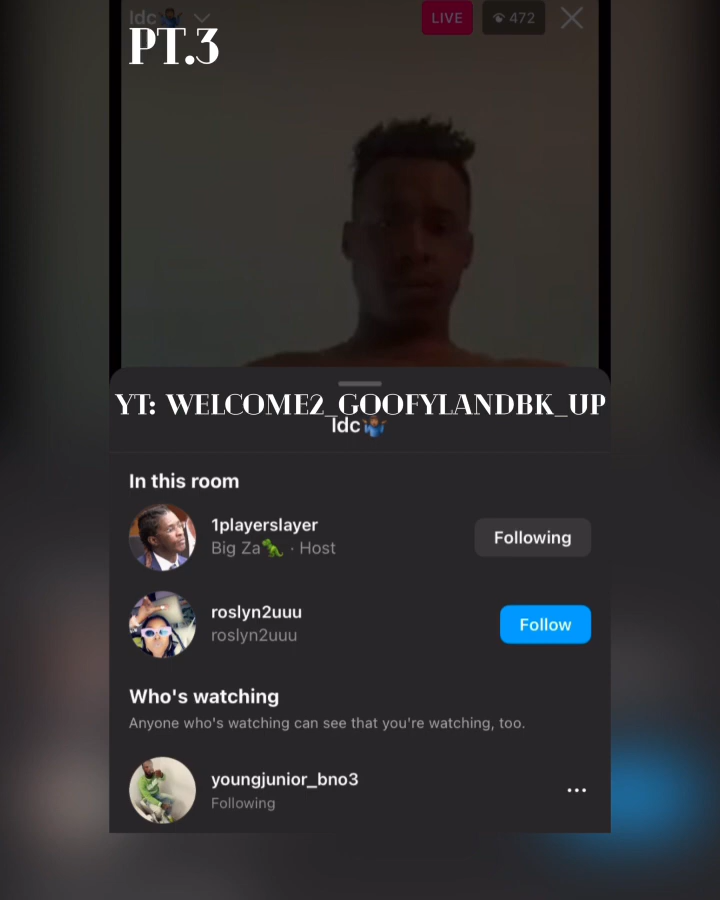 ldc🤷🏾‍♂️
LIVE
472
PT.3
YT: WELCOME2_GOOFYLANDBK_UP
ldc🤷🏾‍♂️
In this room
1playerslayer
Big Za🦖 · Host
Following
roslyn2uuu
roslyn2uuu
Follow
Who's watching
Anyone who's watching can see that you're watching, too.
youngjunior_bno3
Following